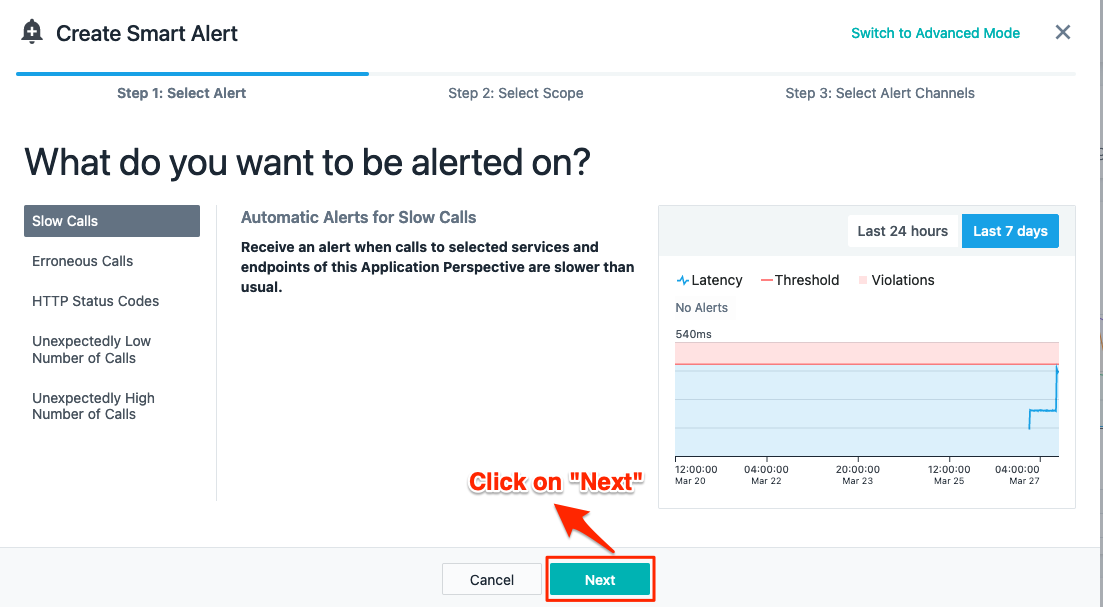 Create Smart Alert
Switch to Advanced Mode
Step 1: Select Alert
Step 2: Select Scope
Step 3: Select Alert Channels
What do you want to be alerted on?
Slow Calls
Erroneous Calls
HTTP Status Codes
Unexpectedly Low
Number of Calls
Unexpectedly High
Number of Calls
Automatic Alerts for Slow Calls
Receive an alert when calls to selected services and
endpoints of this Application Perspective are slower than
usual.
Last 24 hours
Last 7 days
Latency
Threshold
Violations
No Alerts
540ms
12:00:00
Mar 20
04:00:00
Mar 22
20:00:00
Mar 23
12:00:00
Mar 25
04:00:00
Mar 27
Click on "Next"
Cancel
Next